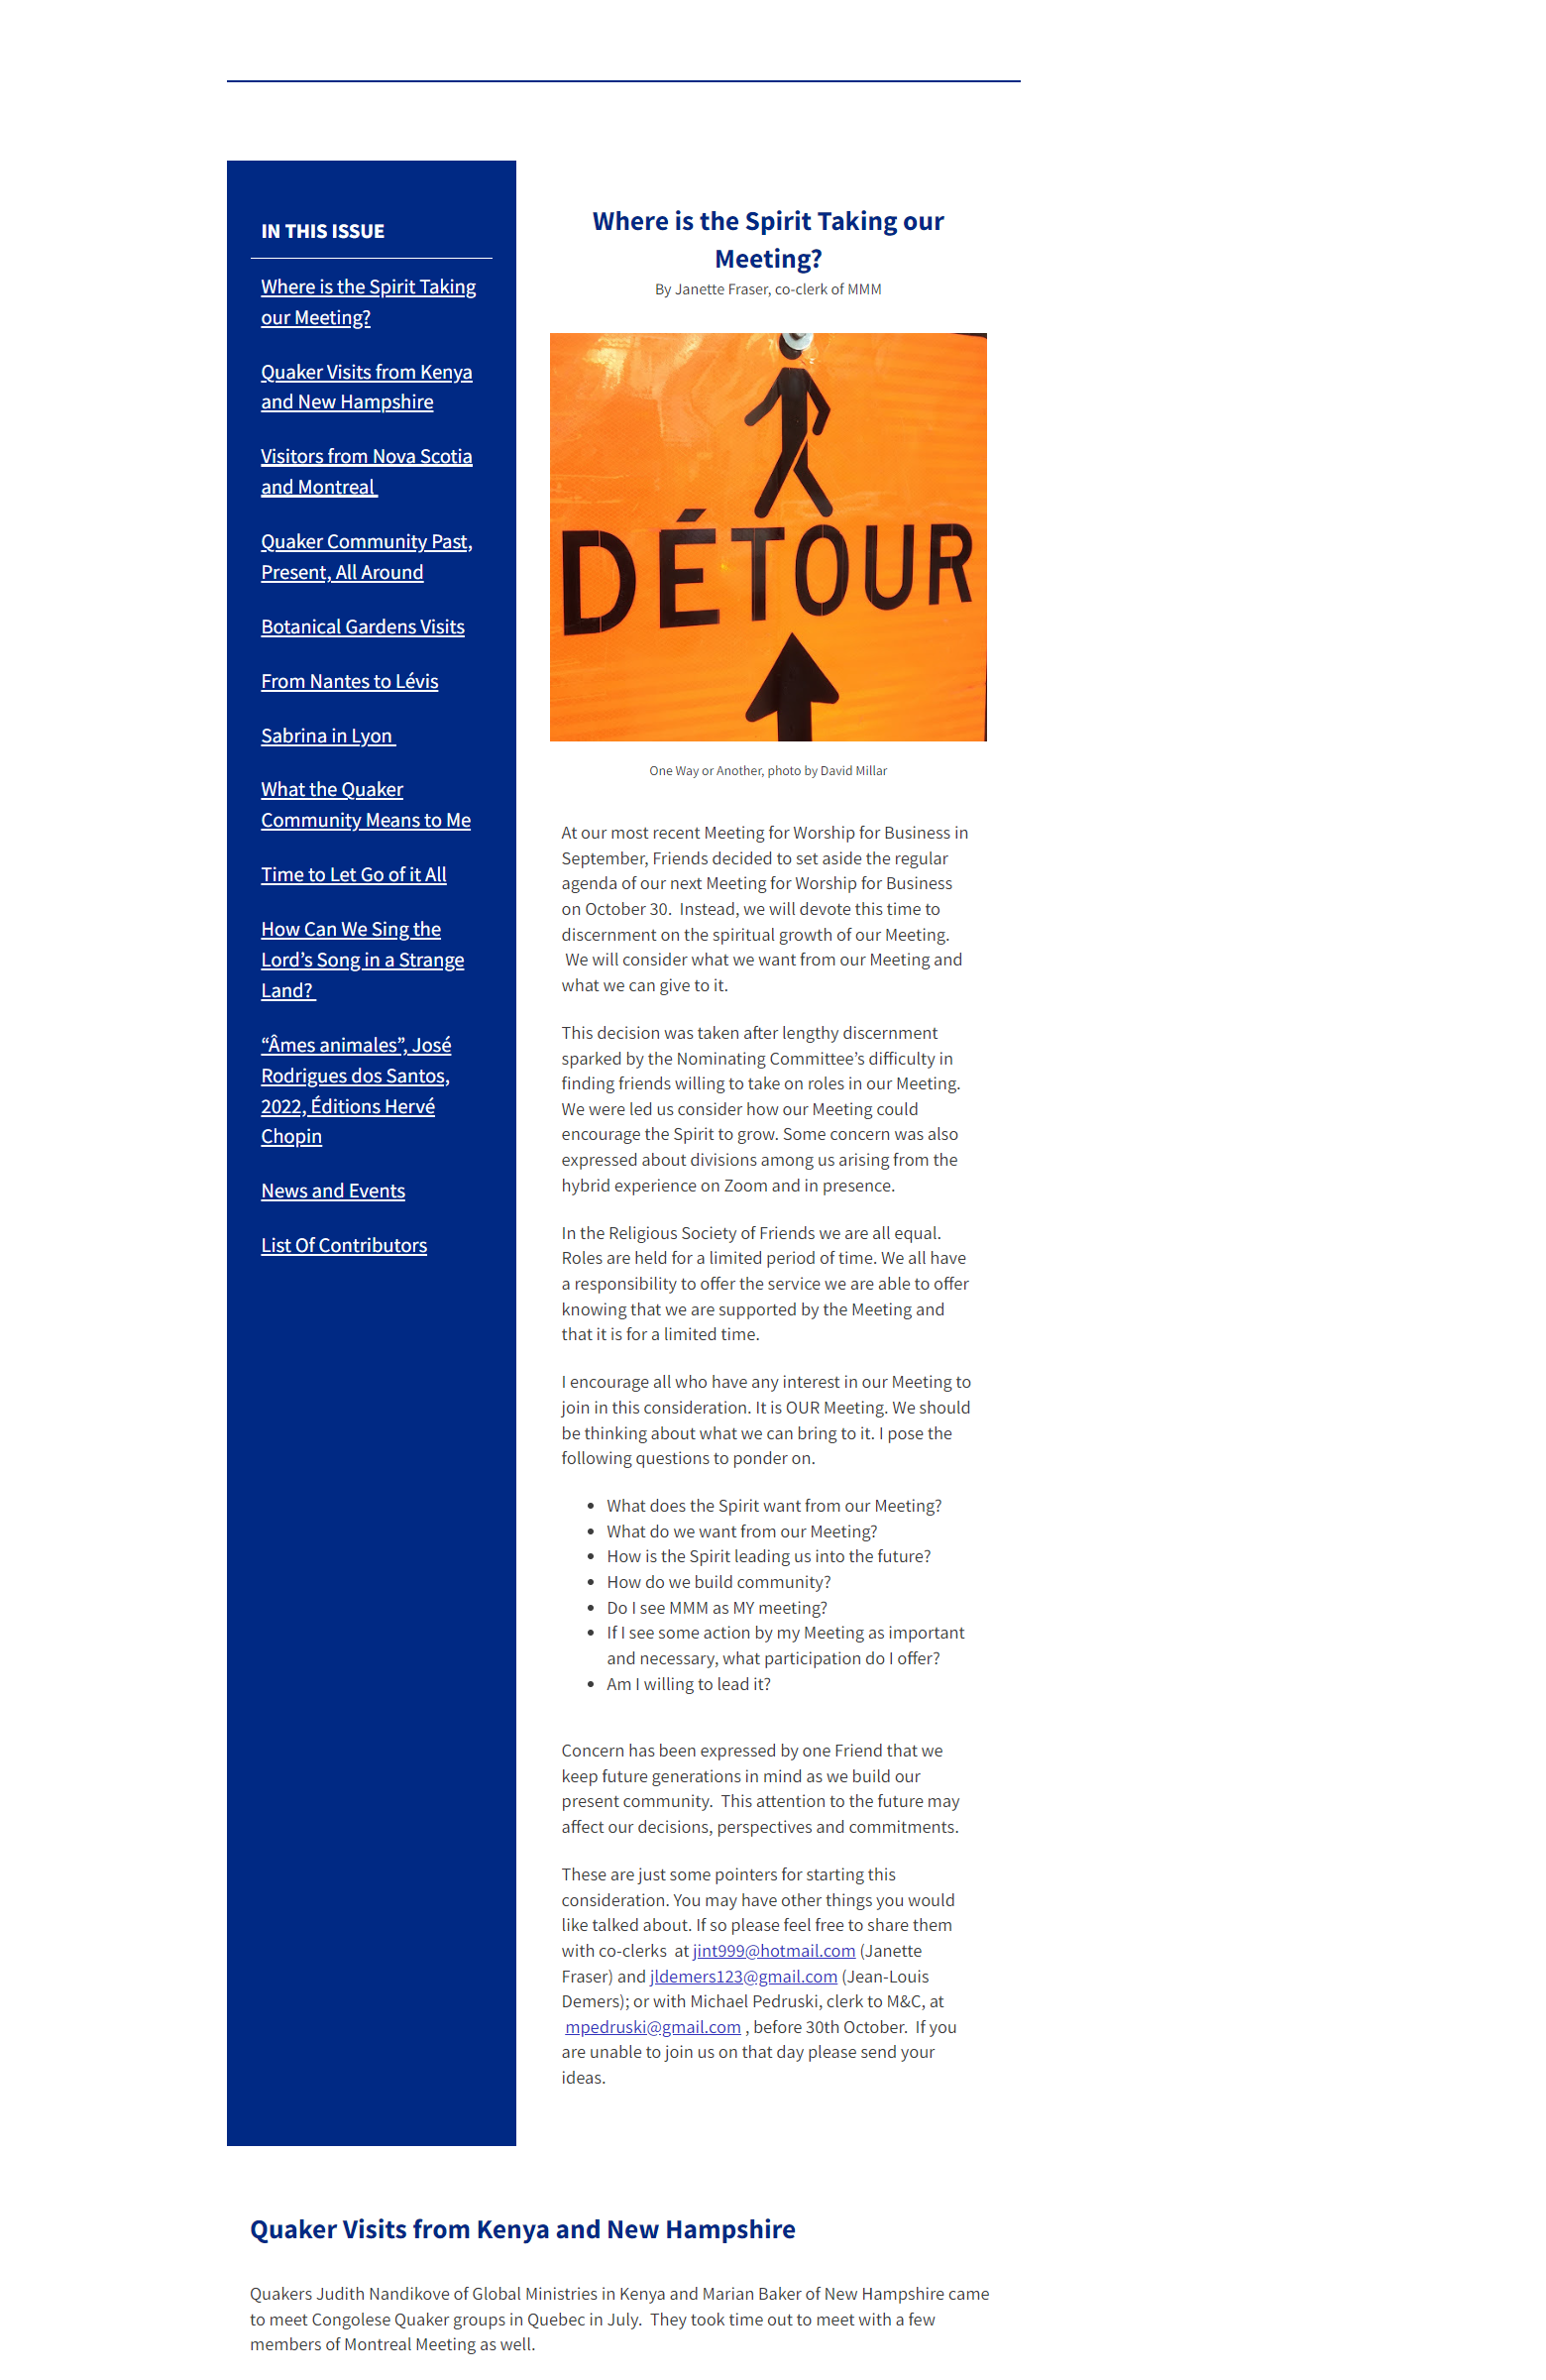 IN THIS ISSUE
Where is the Spirit Taking
our Meeting?
Quaker Visits from Kenya
and New Hampshire
Visitors from Nova Scotia
and Montreal
Quaker Community Past,
Present, All Around
Botanical Gardens Visits
From Nantes to Lévis
Sabrina in Lyon
What the Quaker
Community Means to Me
Time to Let Go of it All
How Can We Sing the
Lord’s Song in a Strange
Land?
“Âmes animales”, José
Rodrigues dos Santos,
2022, Éditions Hervé
Chopin
News and Events
List Of Contributors
Where is the Spirit Taking our
Meeting?
By Janette Fraser, co-clerk of MMM
DÉTOUR
One Way or Another, photo by David Millar
At our most recent Meeting for Worship for Business in
September, Friends decided to set aside the regular
agenda of our next Meeting for Worship for Business
on October 30.  Instead, we will devote this time to
discernment on the spiritual growth of our Meeting.
We will consider what we want from our Meeting and
what we can give to it.
This decision was taken after lengthy discernment
sparked by the Nominating Committee’s difficulty in
finding friends willing to take on roles in our Meeting.
We were led us consider how our Meeting could
encourage the Spirit to grow. Some concern was also
expressed about divisions among us arising from the
hybrid experience on Zoom and in presence.
In the Religious Society of Friends we are all equal.
Roles are held for a limited period of time. We all have
a responsibility to offer the service we are able to offer
knowing that we are supported by the Meeting and
that it is for a limited time.
I encourage all who have any interest in our Meeting to
join in this consideration. It is OUR Meeting. We should
be thinking about what we can bring to it. I pose the
following questions to ponder on.
• What does the Spirit want from our Meeting?
• What do we want from our Meeting?
• How is the Spirit leading us into the future?
• How do we build community?
• Do I see MMM as MY meeting?
• If I see some action by my Meeting as important
and necessary, what participation do I offer?
• Am I willing to lead it?
Concern has been expressed by one Friend that we
keep future generations in mind as we build our
present community.  This attention to the future may
affect our decisions, perspectives and commitments.
These are just some pointers for starting this
consideration. You may have other things you would
like talked about. If so please feel free to share them
with co-clerks  at jint999@hotmail.com (Janette
Fraser) and jldemers123@gmail.com (Jean-Louis
Demers); or with Michael Pedruski, clerk to M&C, at
mpedruski@gmail.com , before 30th October.  If you
are unable to join us on that day please send your
ideas.
Quaker Visits from Kenya and New Hampshire
Quakers Judith Nandikove of Global Ministries in Kenya and Marian Baker of New Hampshire came
to meet Congolese Quaker groups in Quebec in July.  They took time out to meet with a few
members of Montreal Meeting as well.